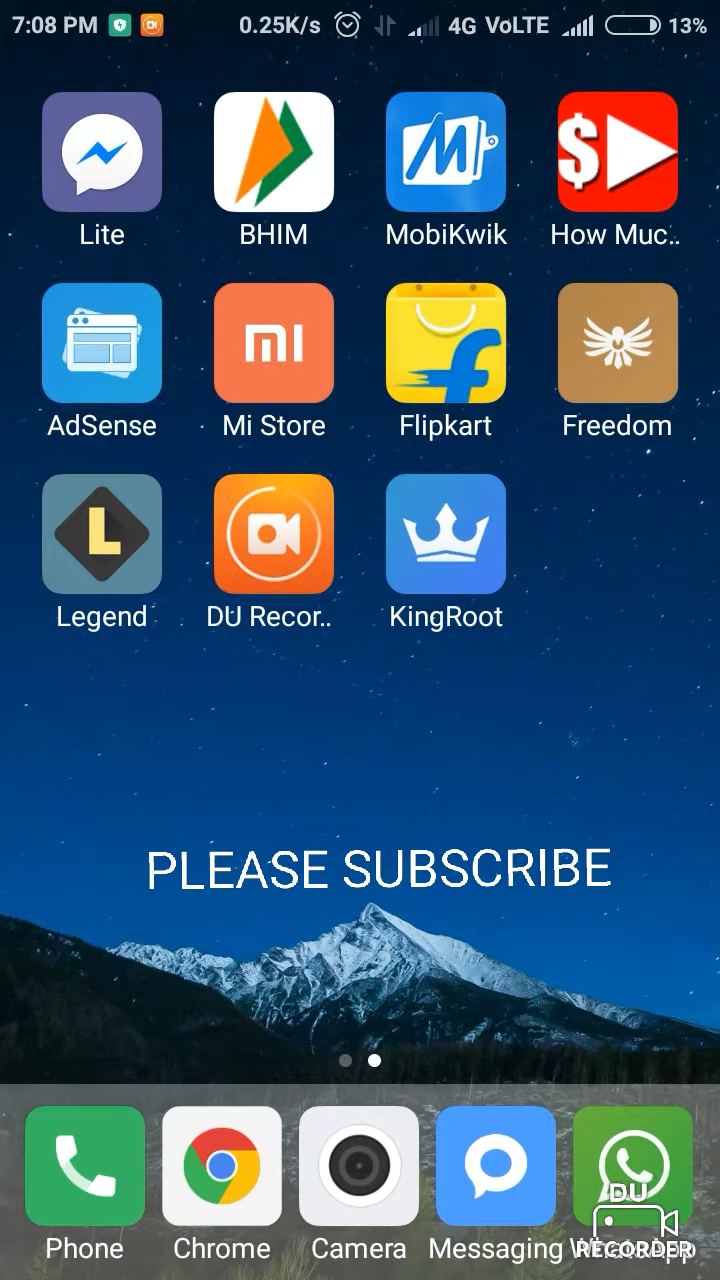 7:08 PM 0.25K/s 4G VoLTE 13%
Lite BHIM MobiKwik How Muc..
AdSense Mi Store Flipkart Freedom
L
Legend DU Recor.. KingRoot
PLEASE SUBSCRIBE
Phone Chrome Camera Messaging WhatsApp
DU
RECORDER